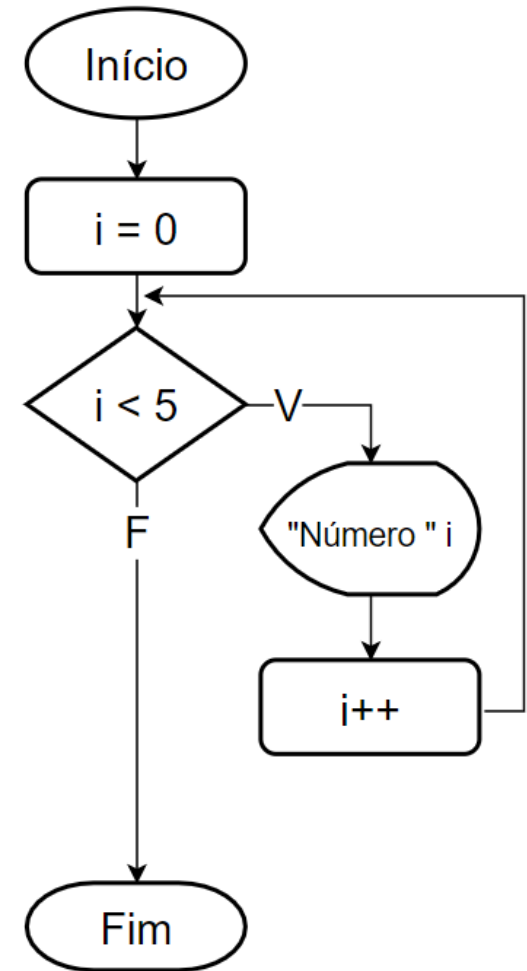 Início
i = 0
i < 5
V
F
"Número " i
i++
Fim